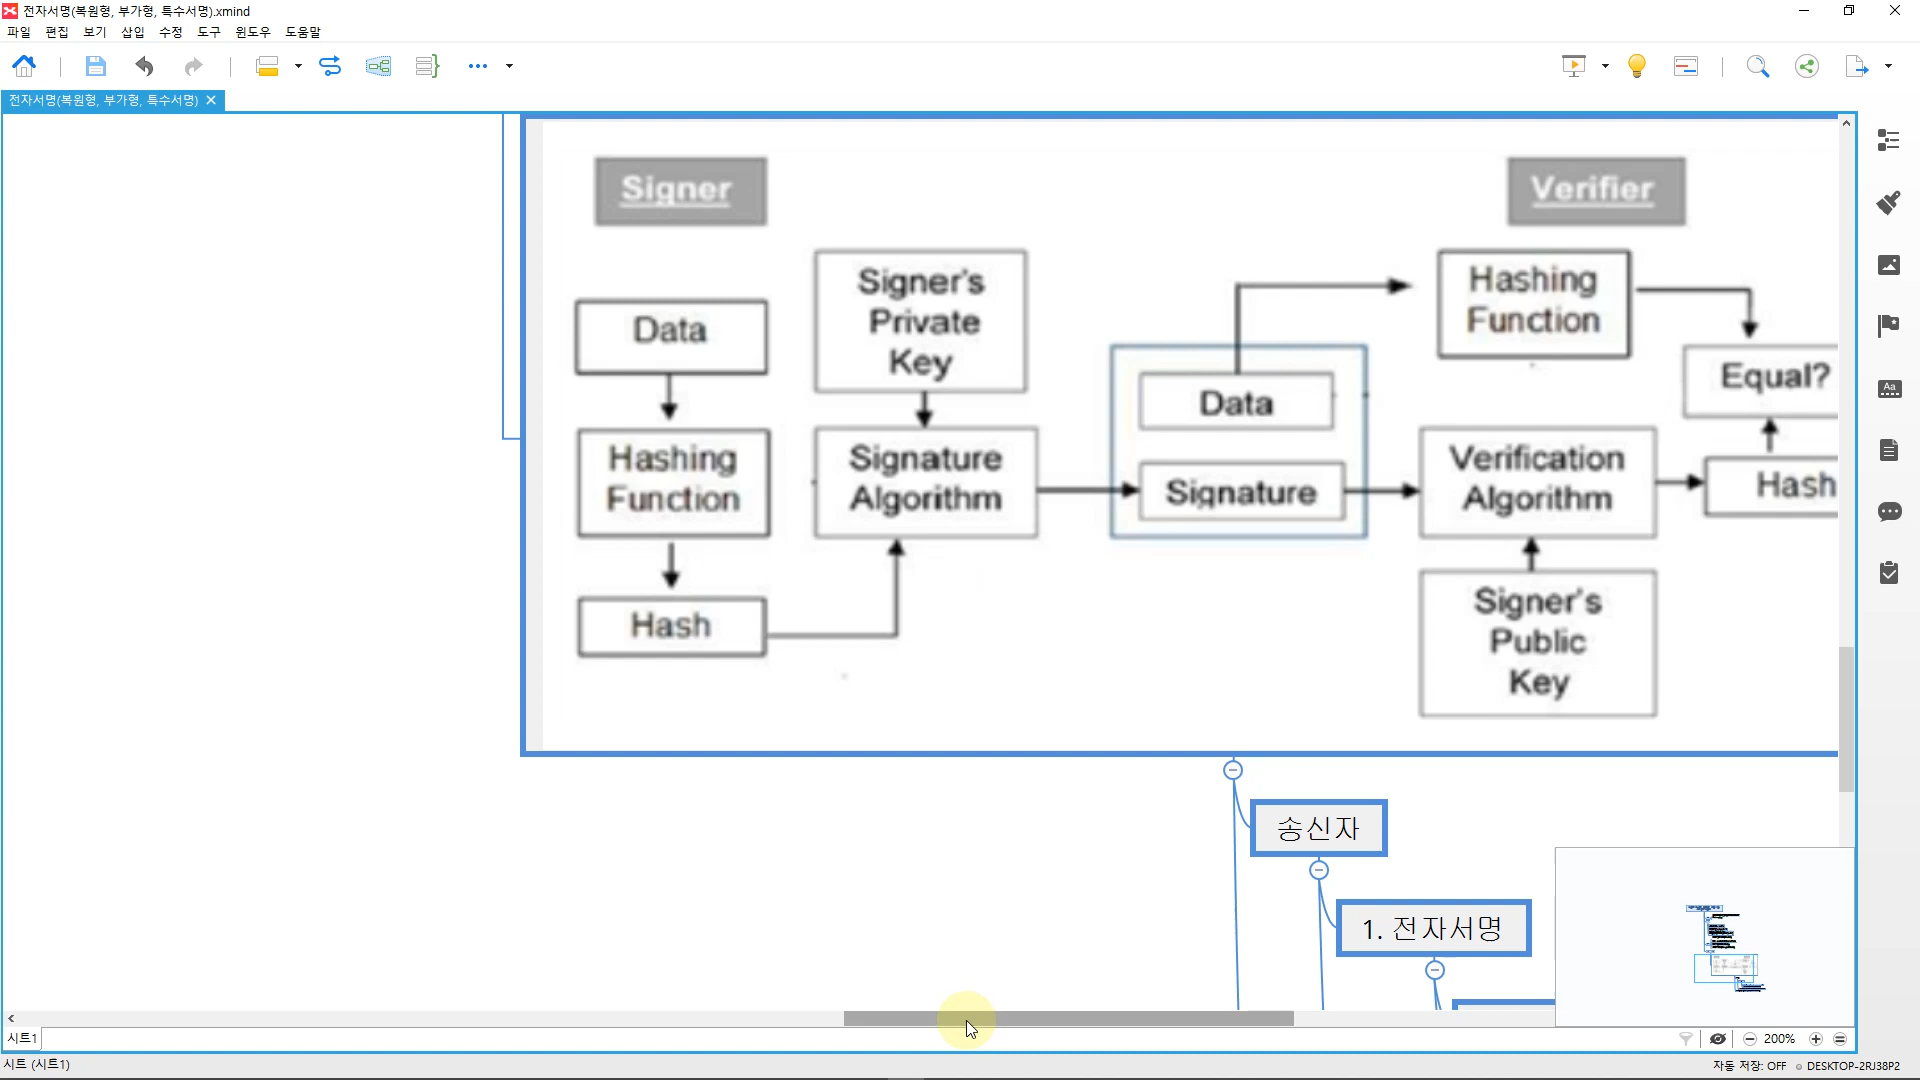 전자서명(복원형, 부가형, 특수서명).xmind
파일 편집 보기 삽입 수정 도구 윈도우 도움말
전자서명(복원형, 부가형, 특수서명)
Signer
Verifier
Data
Signer's
Private
Key
Hashing
Function
Equal?
Data
Hashing
Function
Signature
Algorithm
Signature
Verification
Algorithm
Hash
Hash
Signer's
Public
Key
송신자
1. 전자서명
Aa
시트1
200%
시트 (시트1)
자동 저장: OFF
DESKTOP-2RJ38P2